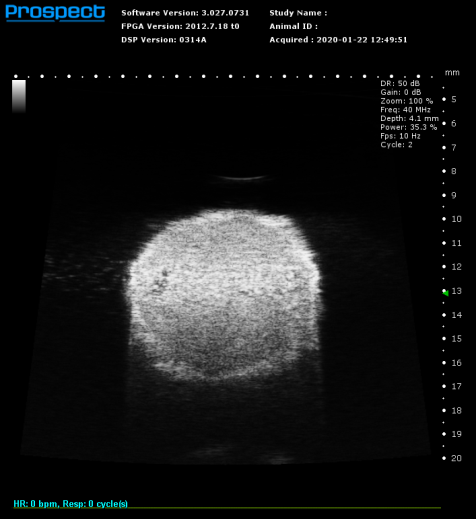 Prospect
Software Version: 3.027.0731
FPGA Version: 2012.7.18 t0
DSP Version: 0314A
Study Name :
Animal ID :
Acquired : 2020-01-22 12:49:51
mm
DR: 50 dB
Gain: 0 dB
Zoom: 100 %
Freq: 40 MHz
Depth: 4.1 mm
Power: 35.3 %
Fps: 10 Hz
Cycle: 2
5
6
7
8
9
10
11
12
13
14
15
16
17
18
19
20
HR: 0 bpm, Resp: 0 cycle(s)